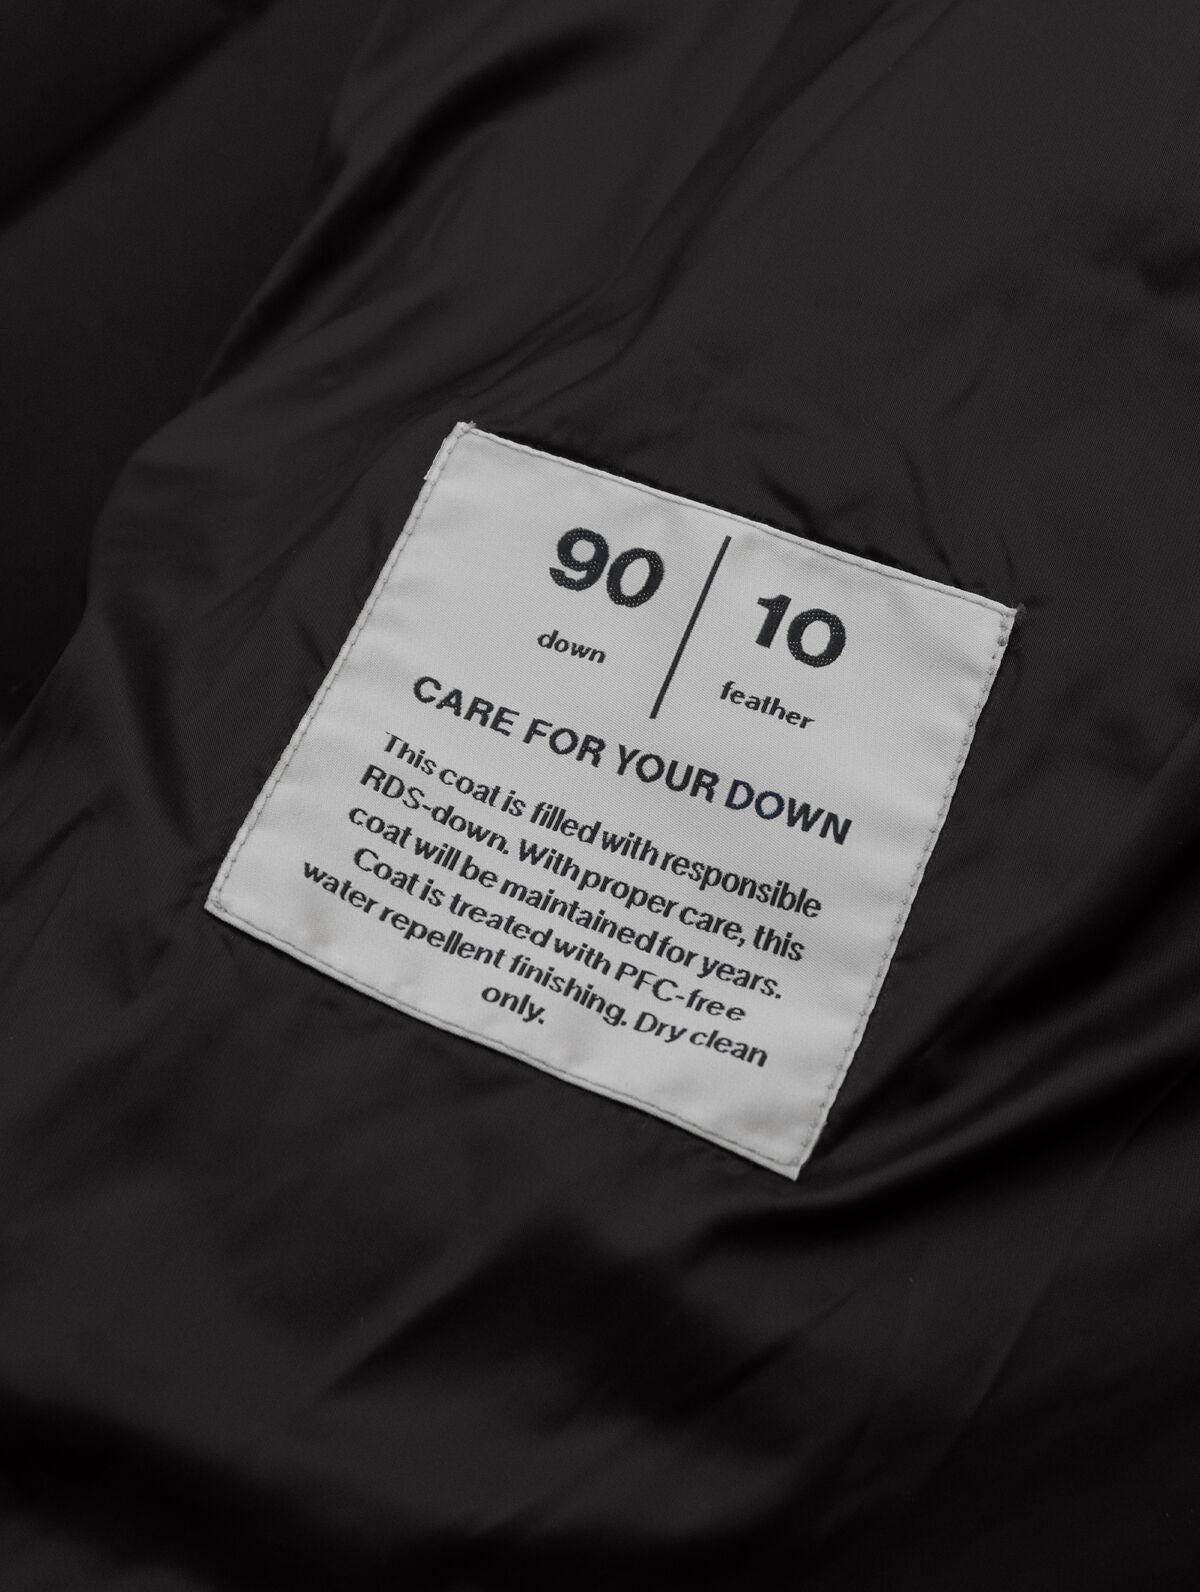 90 10
down feather
CARE FOR YOUR DOWN
This coat is filled with responsible
RDS-down. With proper care, this
coat will be maintained for years.
Coat is treated with PFC-free
water repellent finishing. Dry clean
only.